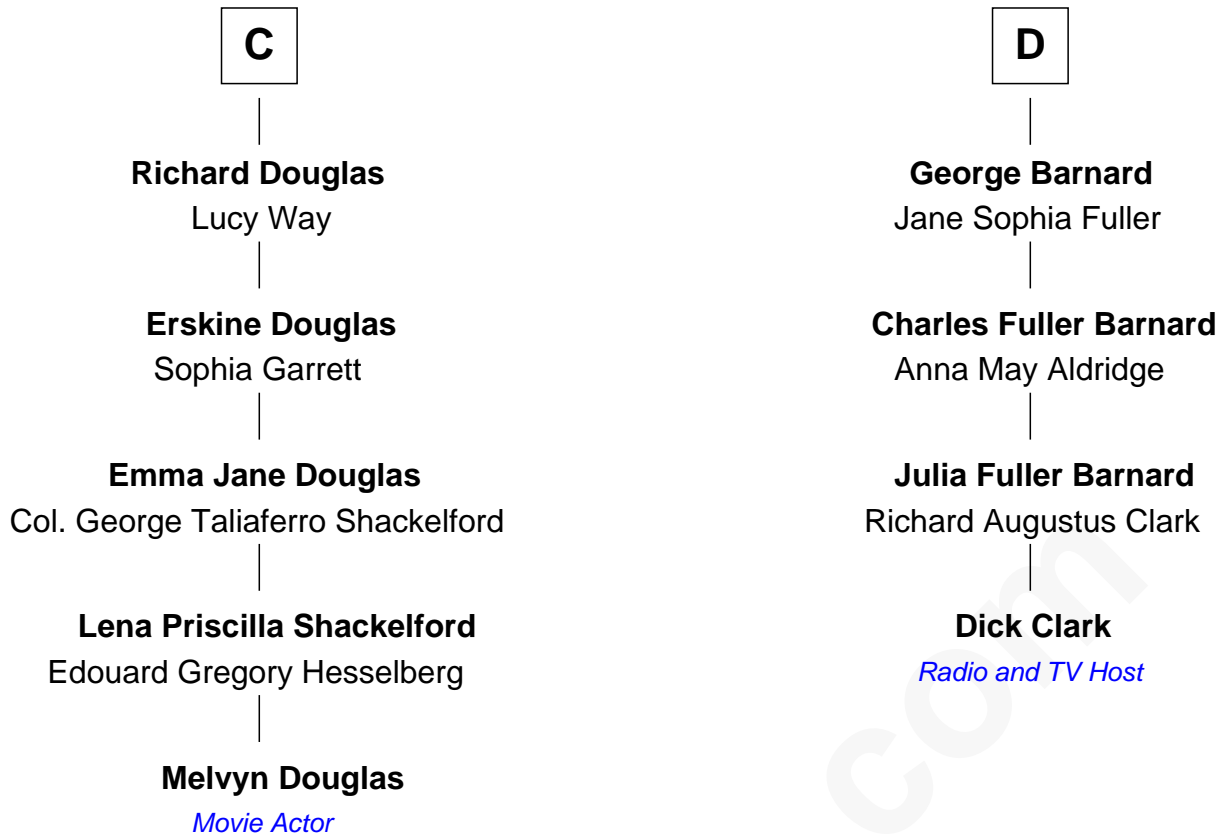 C
Richard Douglas
Lucy Way
Erskine Douglas
Sophia Garrett
Emma Jane Douglas
Col. George Taliaferro Shackelford
Lena Priscilla Shackelford
Edouard Gregory Hesselberg
Melvyn Douglas
Movie Actor
D
George Barnard
Jane Sophia Fuller
Charles Fuller Barnard
Anna May Aldridge
Julia Fuller Barnard
Richard Augustus Clark
Dick Clark
Radio and TV Host
com